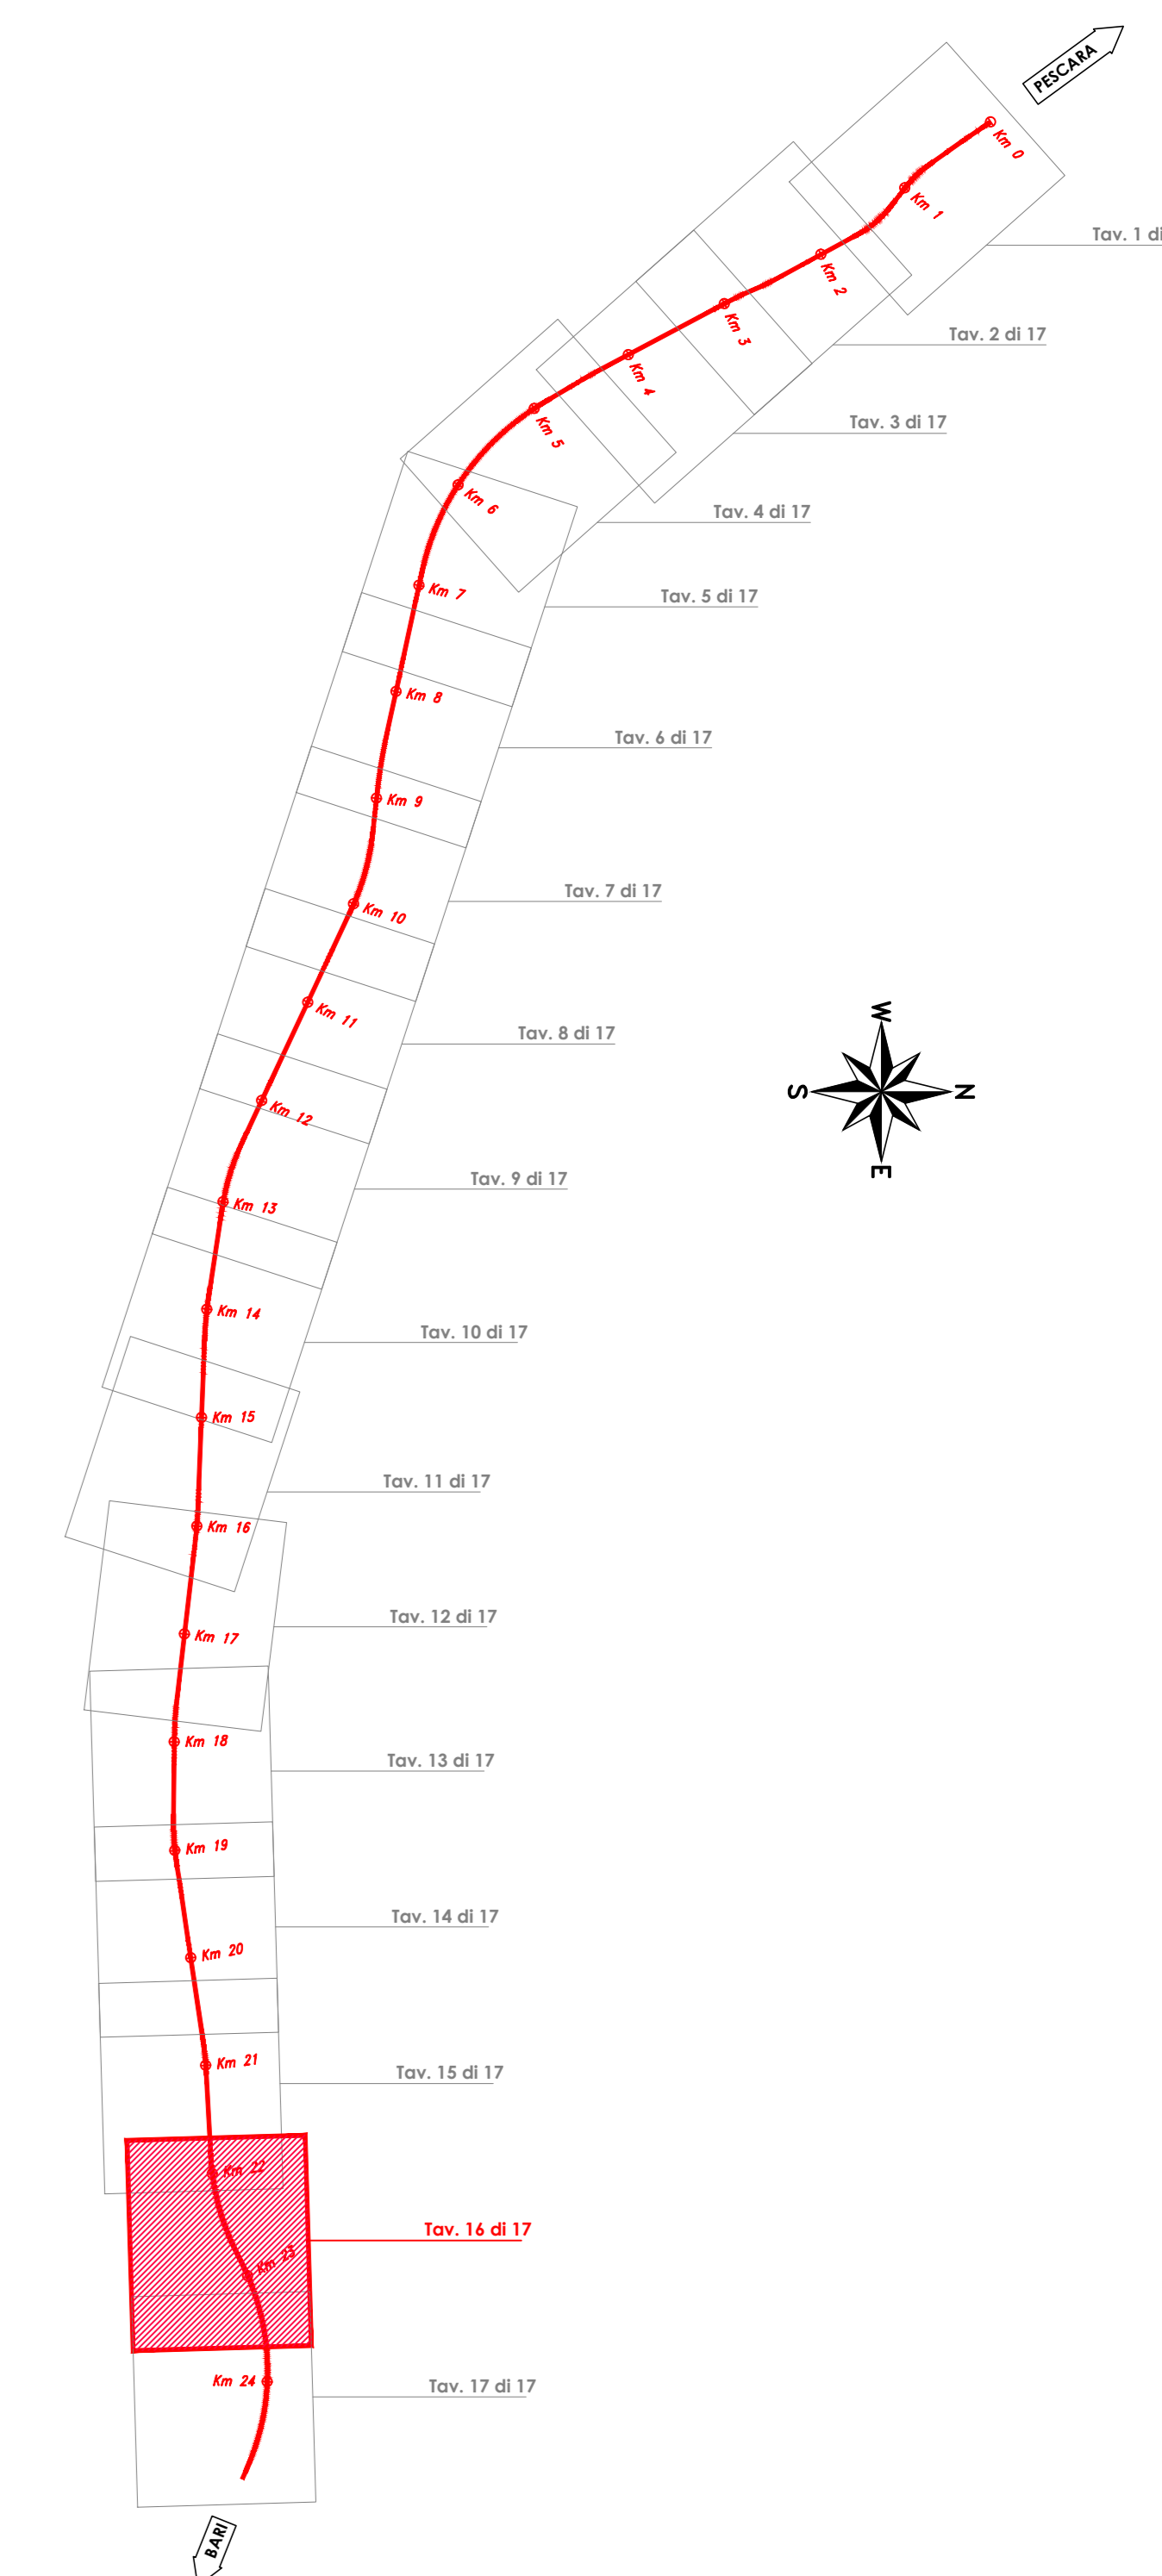 PESCARA
Km 0
Km 1
Tav. 1 di
Km 2
Km 3
Tav. 2 di 17
Km 4
Km 5
Tav. 3 di 17
Km 6
Tav. 4 di 17
Km 7
Tav. 5 di 17
Km 8
Tav. 6 di 17
Km 9
Tav. 7 di 17
Km 10
W
Km 11
Tav. 8 di 17
S
N
Km 12
E
Tav. 9 di 17
Km 13
Km 14
Tav. 10 di 17
Km 15
Tav. 11 di 17
Km 16
Tav. 12 di 17
Km 17
Km 18
Tav. 13 di 17
Km 19
Tav. 14 di 17
Km 20
Km 21
Tav. 15 di 17
Km 22
Tav. 16 di 17
Km 23
Km 24
Tav. 17 di 17
BARI